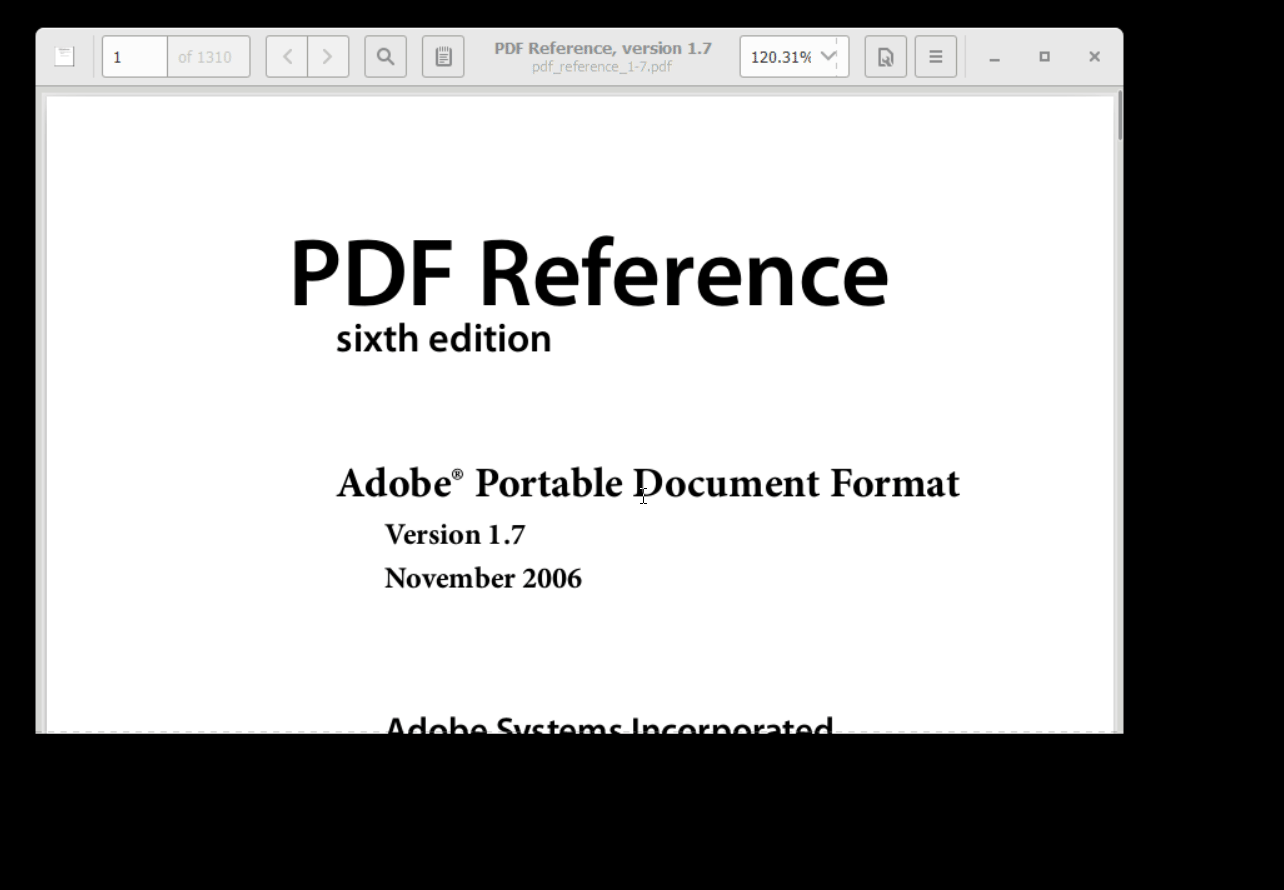 1 of 1310
PDF Reference, version 1.7
pdf_reference_1-7.pdf
120.31%
PDF Reference
sixth edition
Adobe® Portable Document Format
Version 1.7
November 2006
Adobe Systems Incorporated